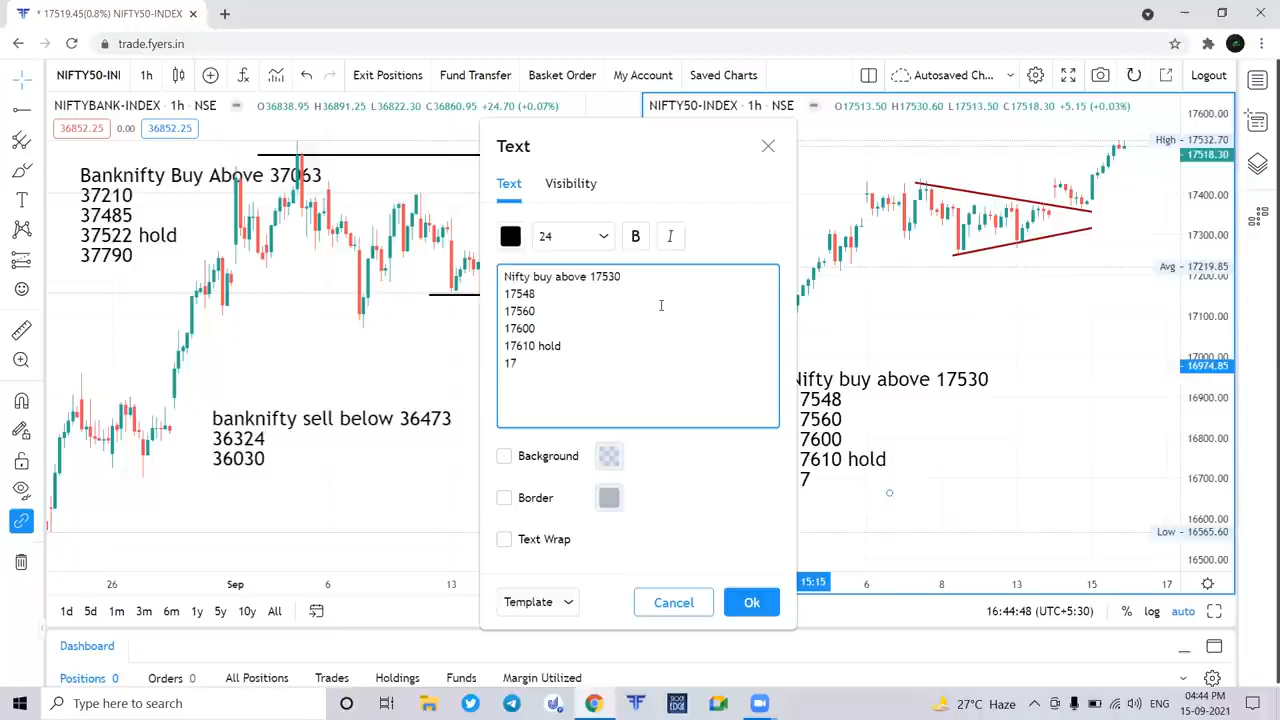 * 17519.45(0.8%) NIFTY50-INDEX
trade.fyers.in
NIFTY50-INI 1h Exit Positions Fund Transfer Basket Order My Account Saved Charts Autosaved Ch... Logout
NIFTYBANK-INDEX · 1h · NSE O36838.95 H36891.25 L36822.30 C36860.95 +24.70 (+0.07%)
36852.25 0.00 36852.25
NIFTY50-INDEX · 1h · NSE O17513.50 H17530.60 L17513.50 C17518.30 +5.15 (+0.03%)
Banknifty Buy Above 37063
37210
37485
37522 hold
37790
banknifty sell below 36473
36324
36030
Text
Text Visibility
24 B I
Nifty buy above 17530
17548
17560
17600
17610 hold
17
Background
Border
Text Wrap
Template Cancel Ok
Nifty buy above 17530
7548
7560
7600
7610 hold
7
17600.00
High 17532.70
17518.30
17400.00
17300.00
Avg 17219.85
17200.00
17100.00
17000.00
16974.85
16900.00
16800.00
16700.00
16600.00
Low 16565.60
16500.00
26 Sep 6 13 15:15 6 8 13 15 17
1d 5d 1m 3m 6m 1y 5y 10y All 16:44:48 (UTC+5:30) % log auto
Dashboard
Positions 0 Orders 0 All Positions Trades Holdings Funds Margin Utilized
Type here to search
STOCK EDGE
27°C Haze ENG 04:44 PM
15-09-2021